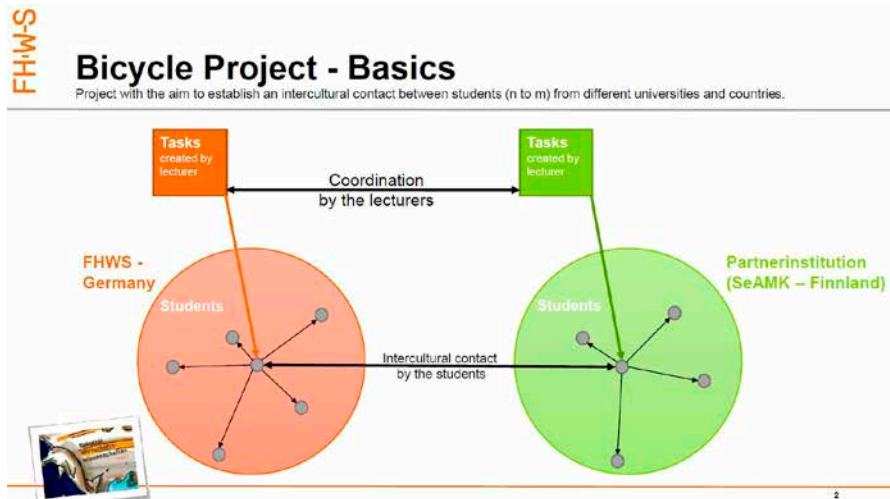 FH·W-S
Bicycle Project - Basics
Project with the aim to establish an intercultural contact between students (n to m) from different universities and countries.
Tasks
created by
lecturer
Tasks
created by
lecturer
Coordination
by the lecturers
FHWS -
Germany
Students
Students
Partnerinstitution
(SeAMK – Finnland)
Intercultural contact
by the students
2